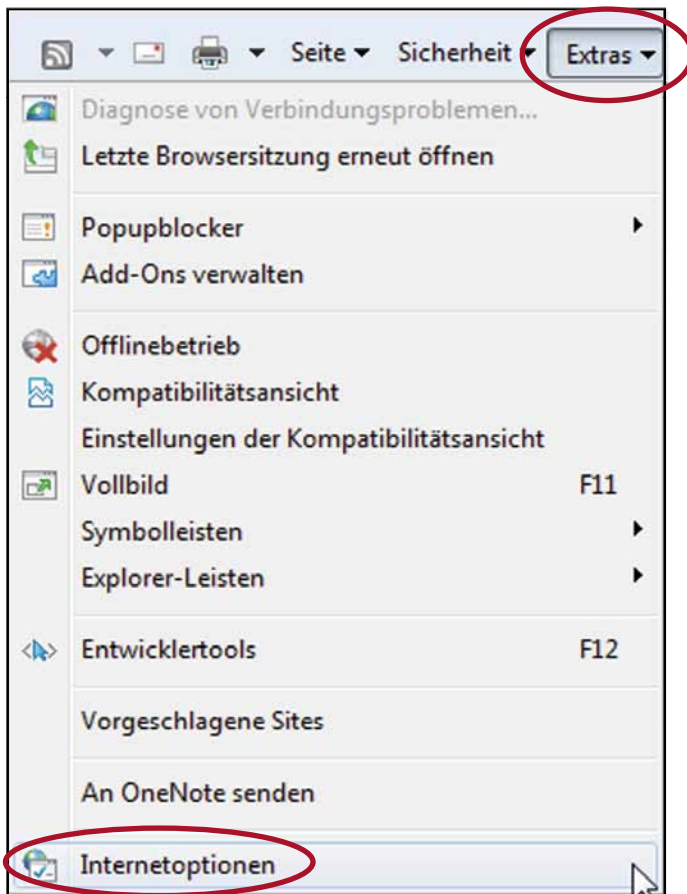 Seite Sicherheit Extras
Diagnose von Verbindungsproblemen...
Letzte Browsersitzung erneut öffnen
Popupblocker
Add-Ons verwalten
Offlinebetrieb
Kompatibilitätsansicht
Einstellungen der Kompatibilitätsansicht
Vollbild F11
Symbolleisten
Explorer-Leisten
Entwicklertools F12
Vorgeschlagene Sites
An OneNote senden
Internetoptionen